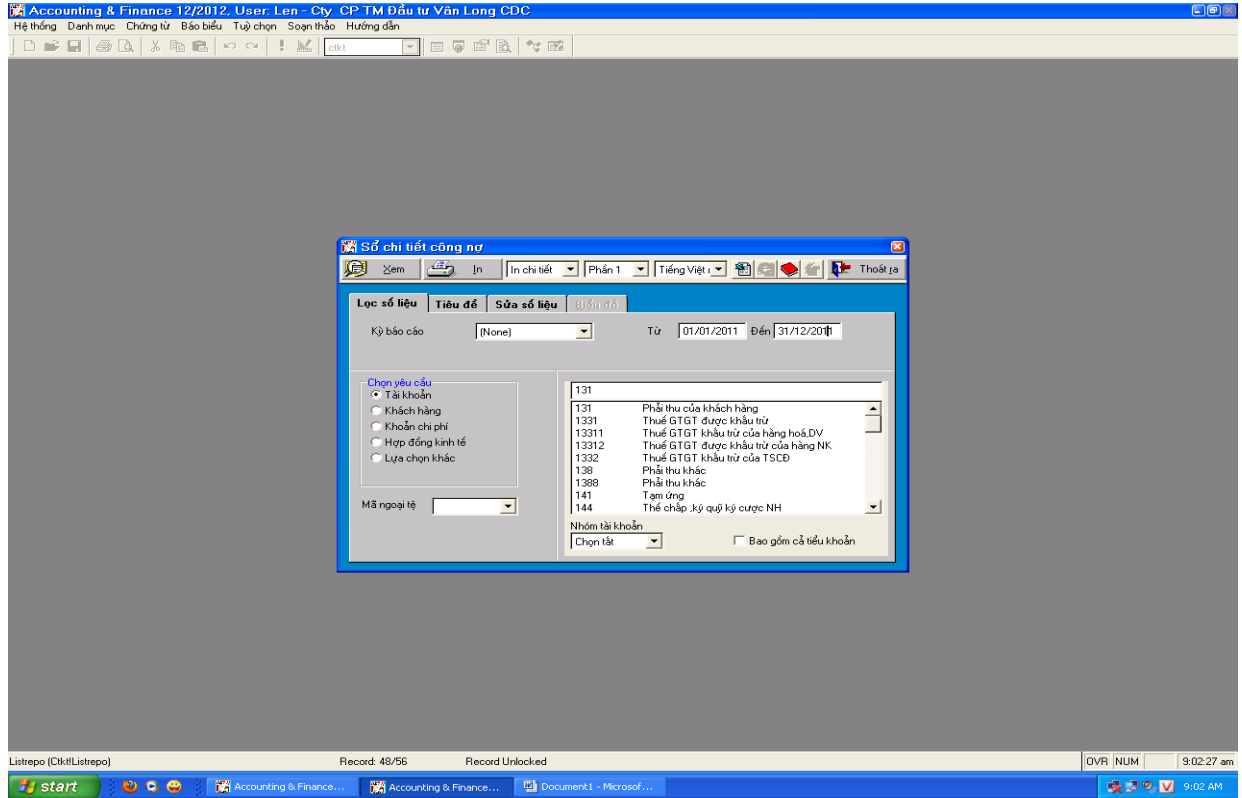 Accounting & Finance 12/2012, User: Len - Cty CP TM Đầu tư Vân Long CDC
Hệ thống Danh mục Chứng từ Báo biểu Tuỳ chọn Soạn thảo Hướng dẫn
ctkt
Sổ chi tiết công nợ
Xem In In chi tiết Phần 1 Tiếng Việt Thoát ra
Lọc số liệu Tiêu đề Sửa số liệu Biểu đồ
Kỳ báo cáo (None) Từ 01/01/2011 Đến 31/12/2011
Chọn yêu cầu
Tài khoản
Khách hàng
Khoản chi phí
Hợp đồng kinh tế
Lựa chọn khác
Mã ngoại tệ
131
131 Phải thu của khách hàng
1331 Thuế GTGT được khấu trừ
13311 Thuế GTGT khấu trừ của hàng hoá,DV
13312 Thuế GTGT được khấu trừ của hàng NK
1332 Thuế GTGT khấu trừ của TSCĐ
138 Phải thu khác
1388 Phải thu khác
141 Tạm ứng
144 Thế chấp ,ký quỹ ký cược NH
Nhóm tài khoản
Chọn tất Bao gồm cả tiểu khoản
Listrepo (Ctkt!Listrepo) Record: 48/56 Record Unlocked OVR NUM 9:02:27 am
start Accounting & Finance... Accounting & Finance... Document1 - Microsof... V 9:02 AM